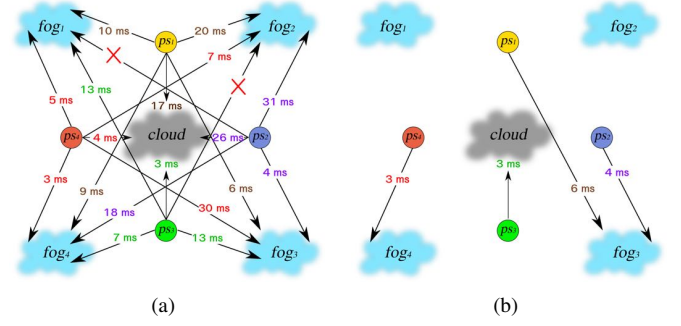 fog1
20 ms
fog2
10 ms
ps1
7 ms
13 ms
31 ms
5 ms
17 ms
ps4
4 ms
cloud
26 ms
ps2
3 ms
3 ms
4 ms
9 ms
6 ms
18 ms
30 ms
ps3
7 ms
13 ms
fog4
fog3
(a)
fog1
fog2
ps1
ps4
cloud
ps2
3 ms
3 ms
4 ms
6 ms
ps3
fog4
fog3
(b)